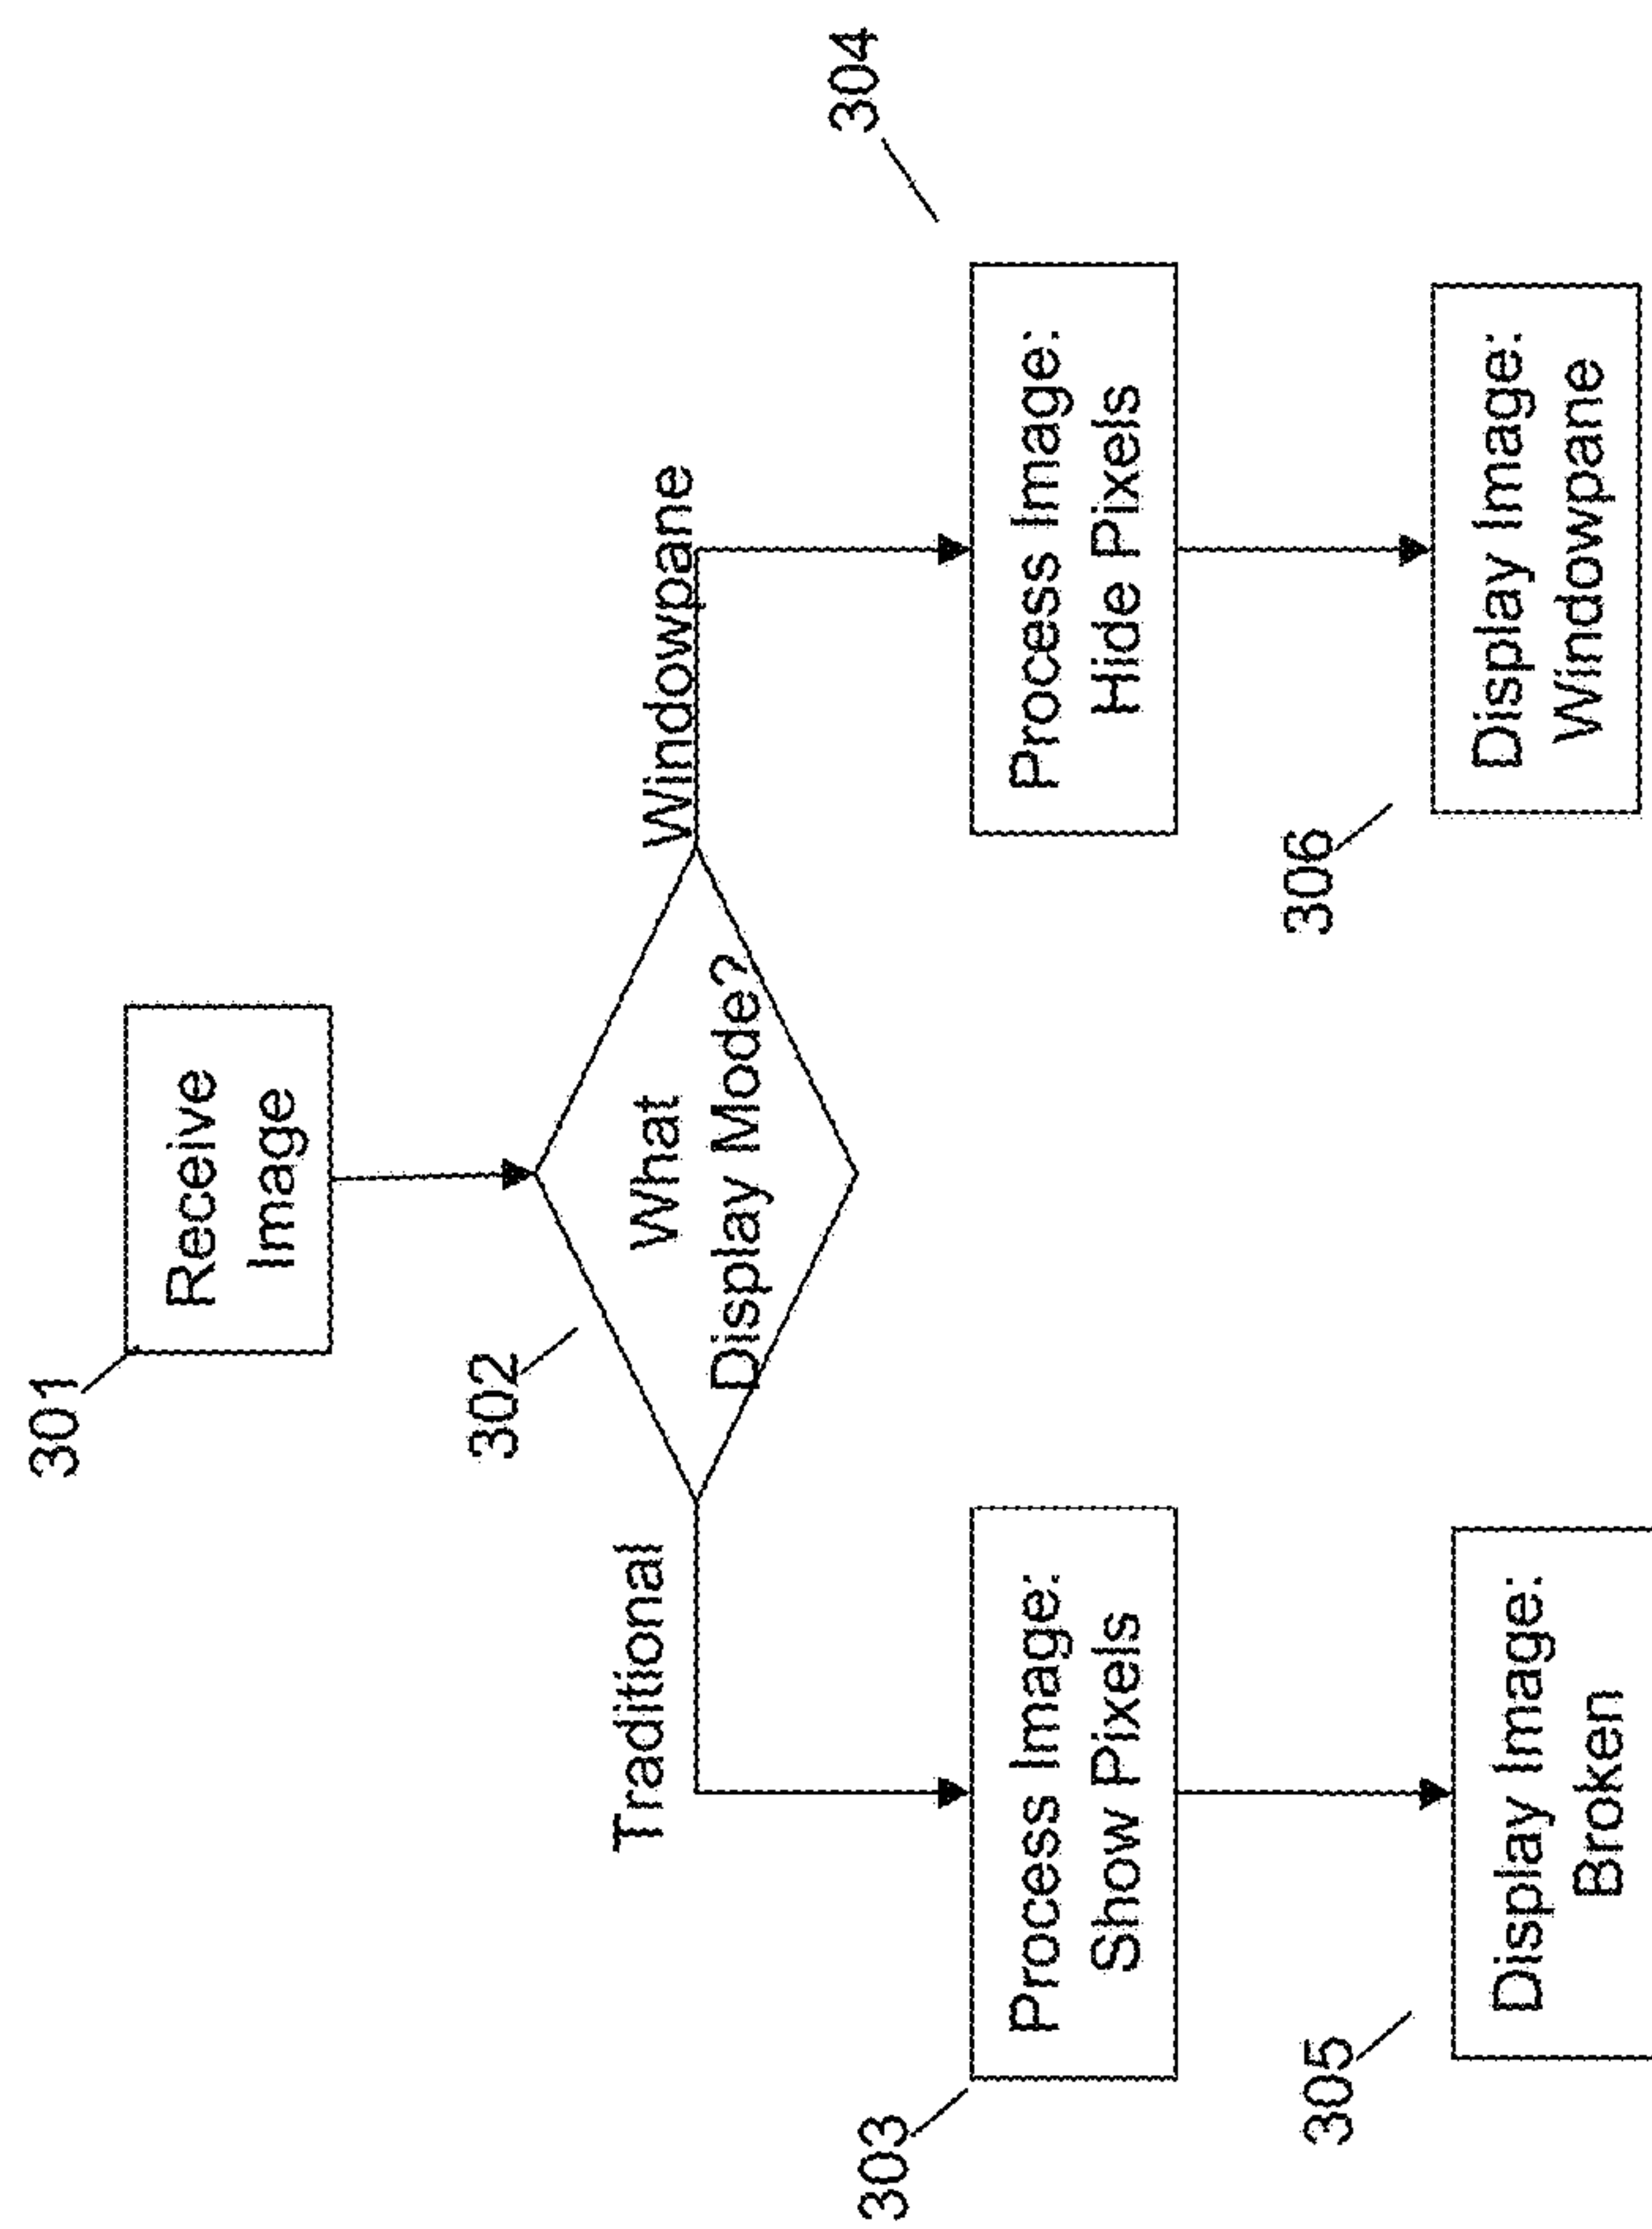 301
Receive
Image
302
What
Display Mode?
Traditional
Windowpane
303
Process Image:
Show Pixels
304
Process Image:
Hide Pixels
305
Display Image:
Broken
306
Display Image:
Windowpane